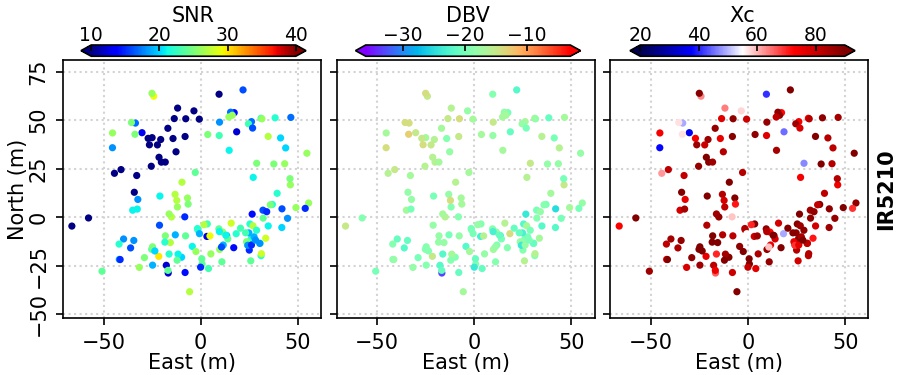 SNR
DBV
Xc
10 20 30 40
−30 −20 −10
20 40 60 80
75
50
25
0
−25
−50
North (m)
IR5210
−50 0 50
−50 0 50
−50 0 50
East (m)
East (m)
East (m)